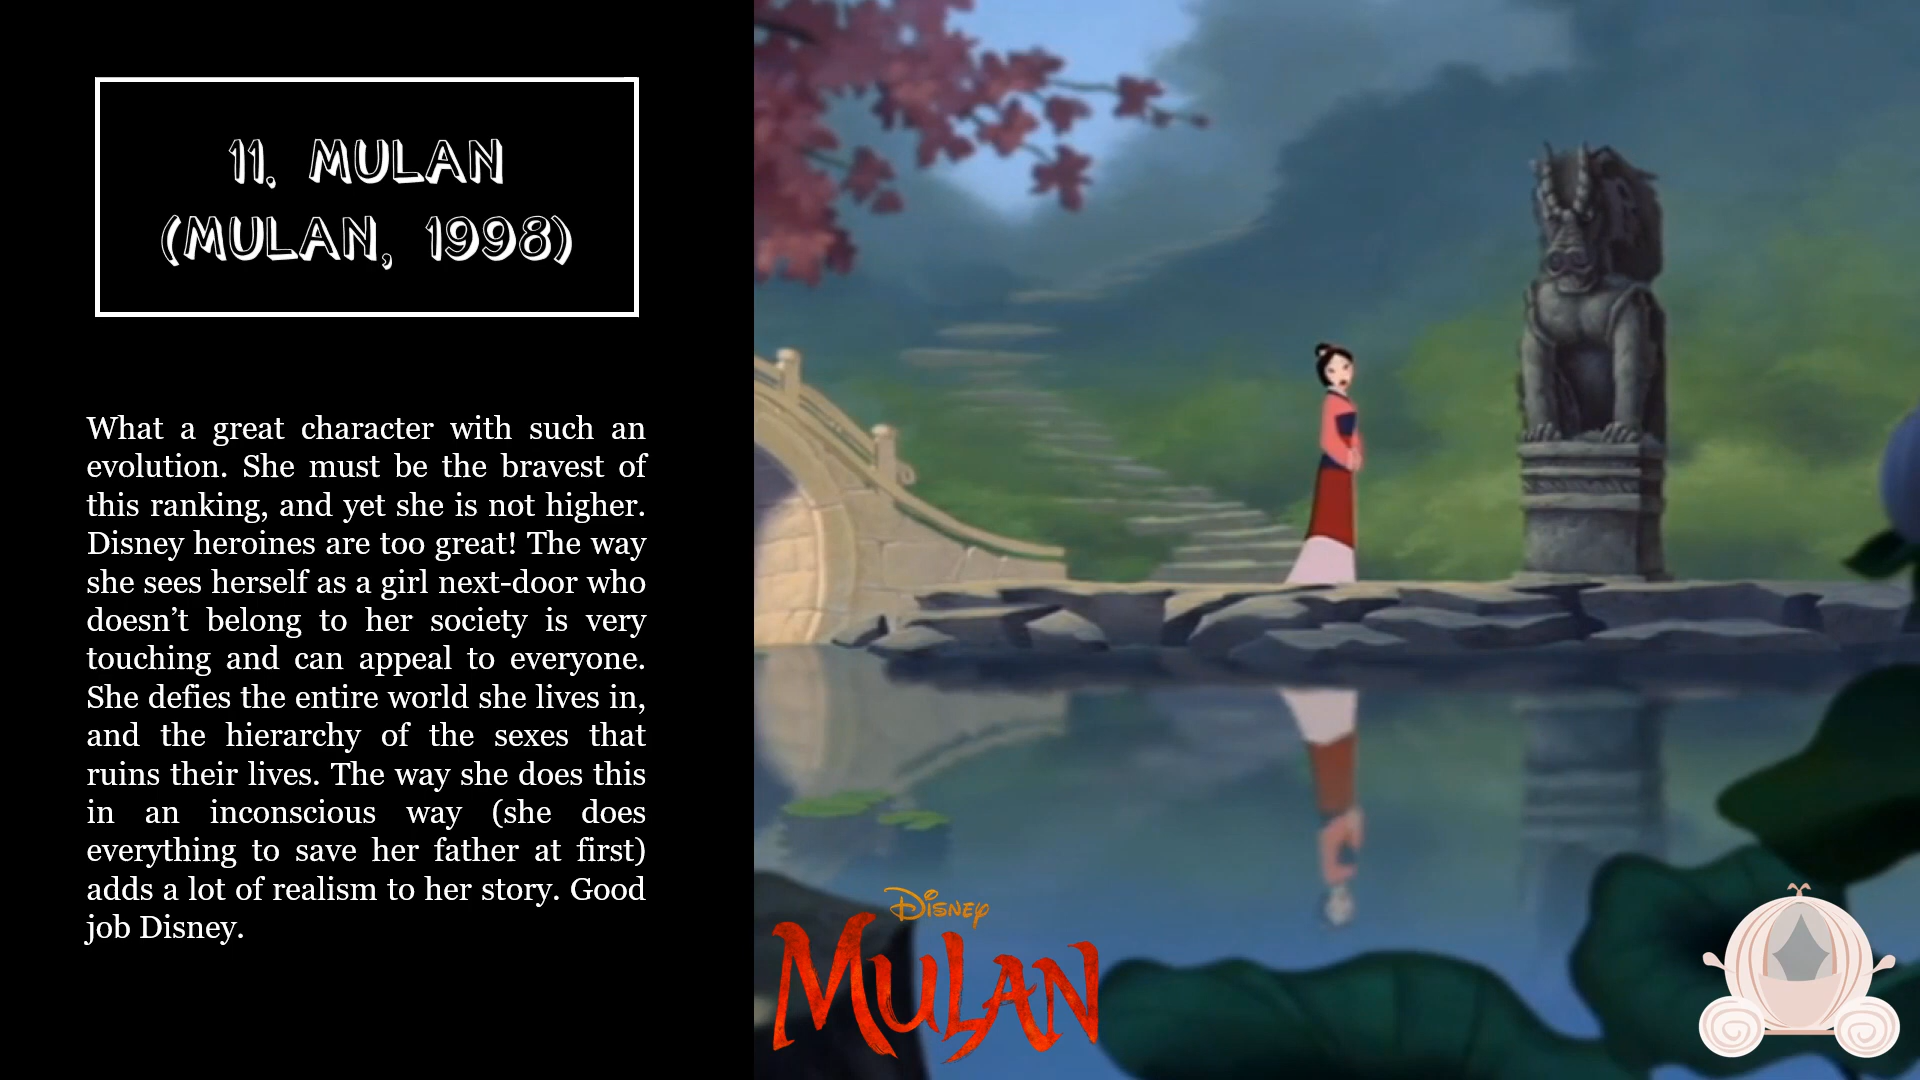 11. MULAN
(MULAN, 1998)
What a great character with such an
evolution. She must be the bravest of
this ranking, and yet she is not higher.
Disney heroines are too great! The way
she sees herself as a girl next-door who
doesn’t belong to her society is very
touching and can appeal to everyone.
She defies the entire world she lives in,
and the hierarchy of the sexes that
ruins their lives. The way she does this
in an inconscious way (she does
everything to save her father at first)
adds a lot of realism to her story. Good
job Disney.
Disney
MULAN